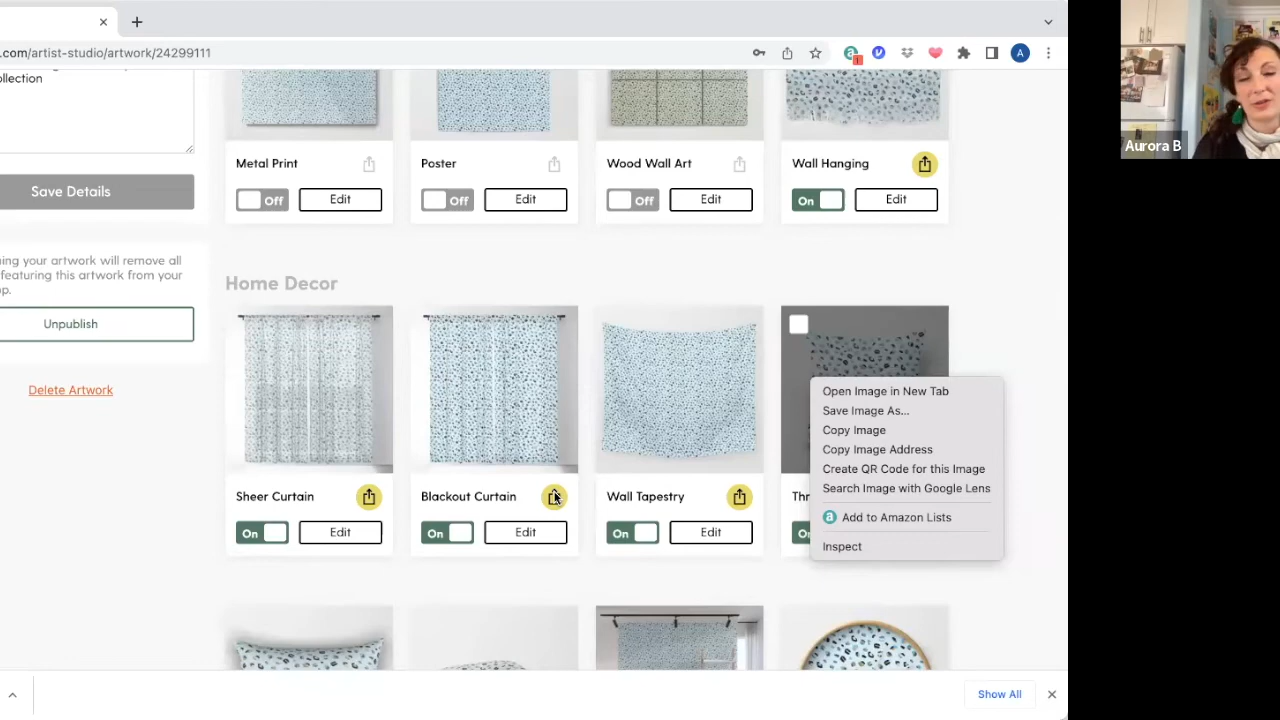 .com/artist-studio/artwork/24299111
1
A
ollection
Save Details
ning your artwork will remove all
featuring this artwork from your
p.
Unpublish
Delete Artwork
Metal Print
Off
Edit
Poster
Off
Edit
Wood Wall Art
Off
Edit
Wall Hanging
On
Edit
Home Decor
Sheer Curtain
On
Edit
Blackout Curtain
On
Edit
Wall Tapestry
On
Edit
Thr
On
Open Image in New Tab
Save Image As...
Copy Image
Copy Image Address
Create QR Code for this Image
Search Image with Google Lens
a Add to Amazon Lists
Inspect
Show All
Aurora B